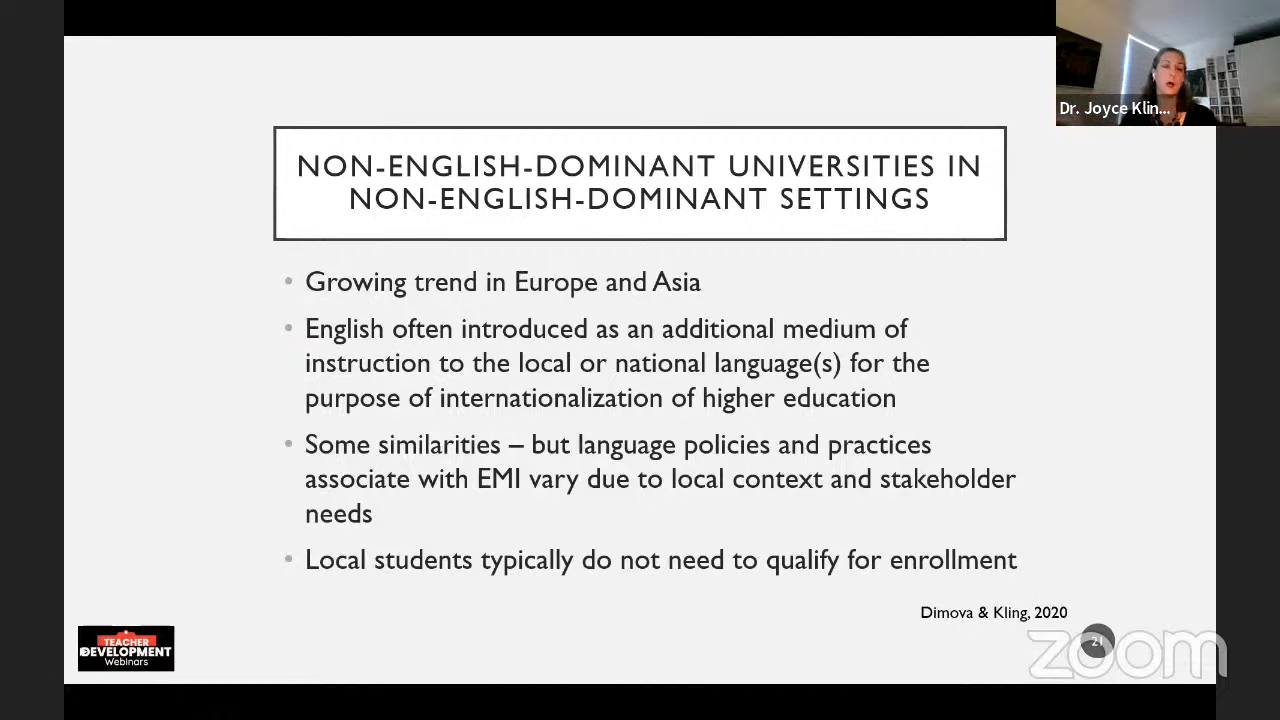 Dr. Joyce Klin...
NON-ENGLISH-DOMINANT UNIVERSITIES IN
NON-ENGLISH-DOMINANT SETTINGS
• Growing trend in Europe and Asia
• English often introduced as an additional medium of
instruction to the local or national language(s) for the
purpose of internationalization of higher education
• Some similarities – but language policies and practices
associate with EMI vary due to local context and stakeholder
needs
• Local students typically do not need to qualify for enrollment
Dimova & Kling, 2020
TEACHER
DEVELOPMENT
Webinars
21
zoom